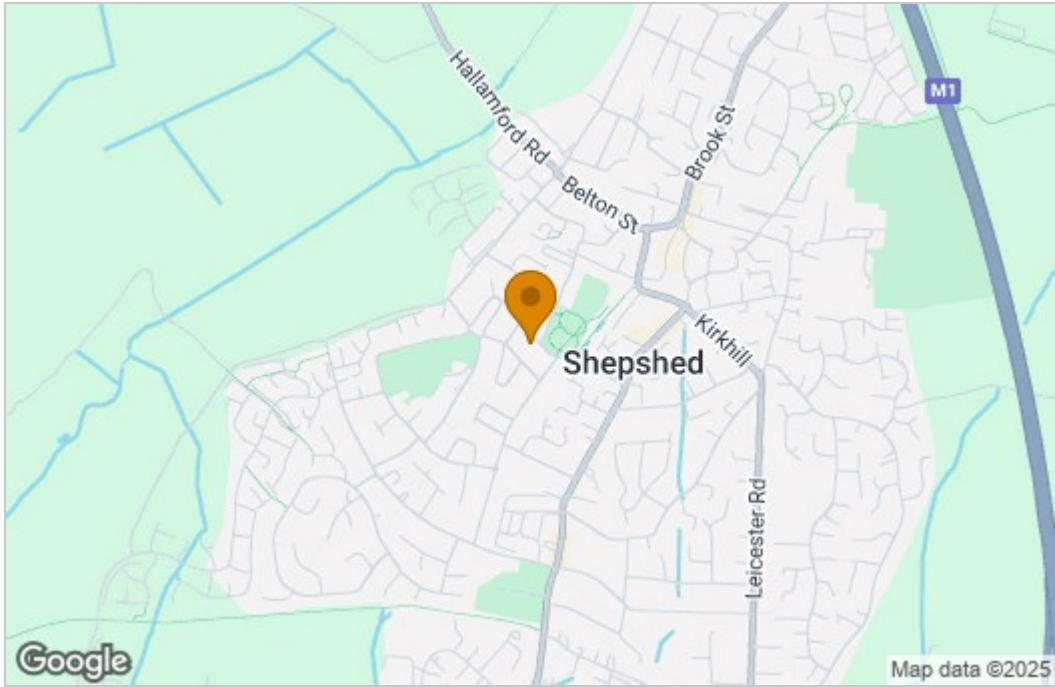 Hallamford Rd
M1
Brook St
Belton St
Kirkhill
Shepshed
Leicester Rd
Google
Map data ©2025